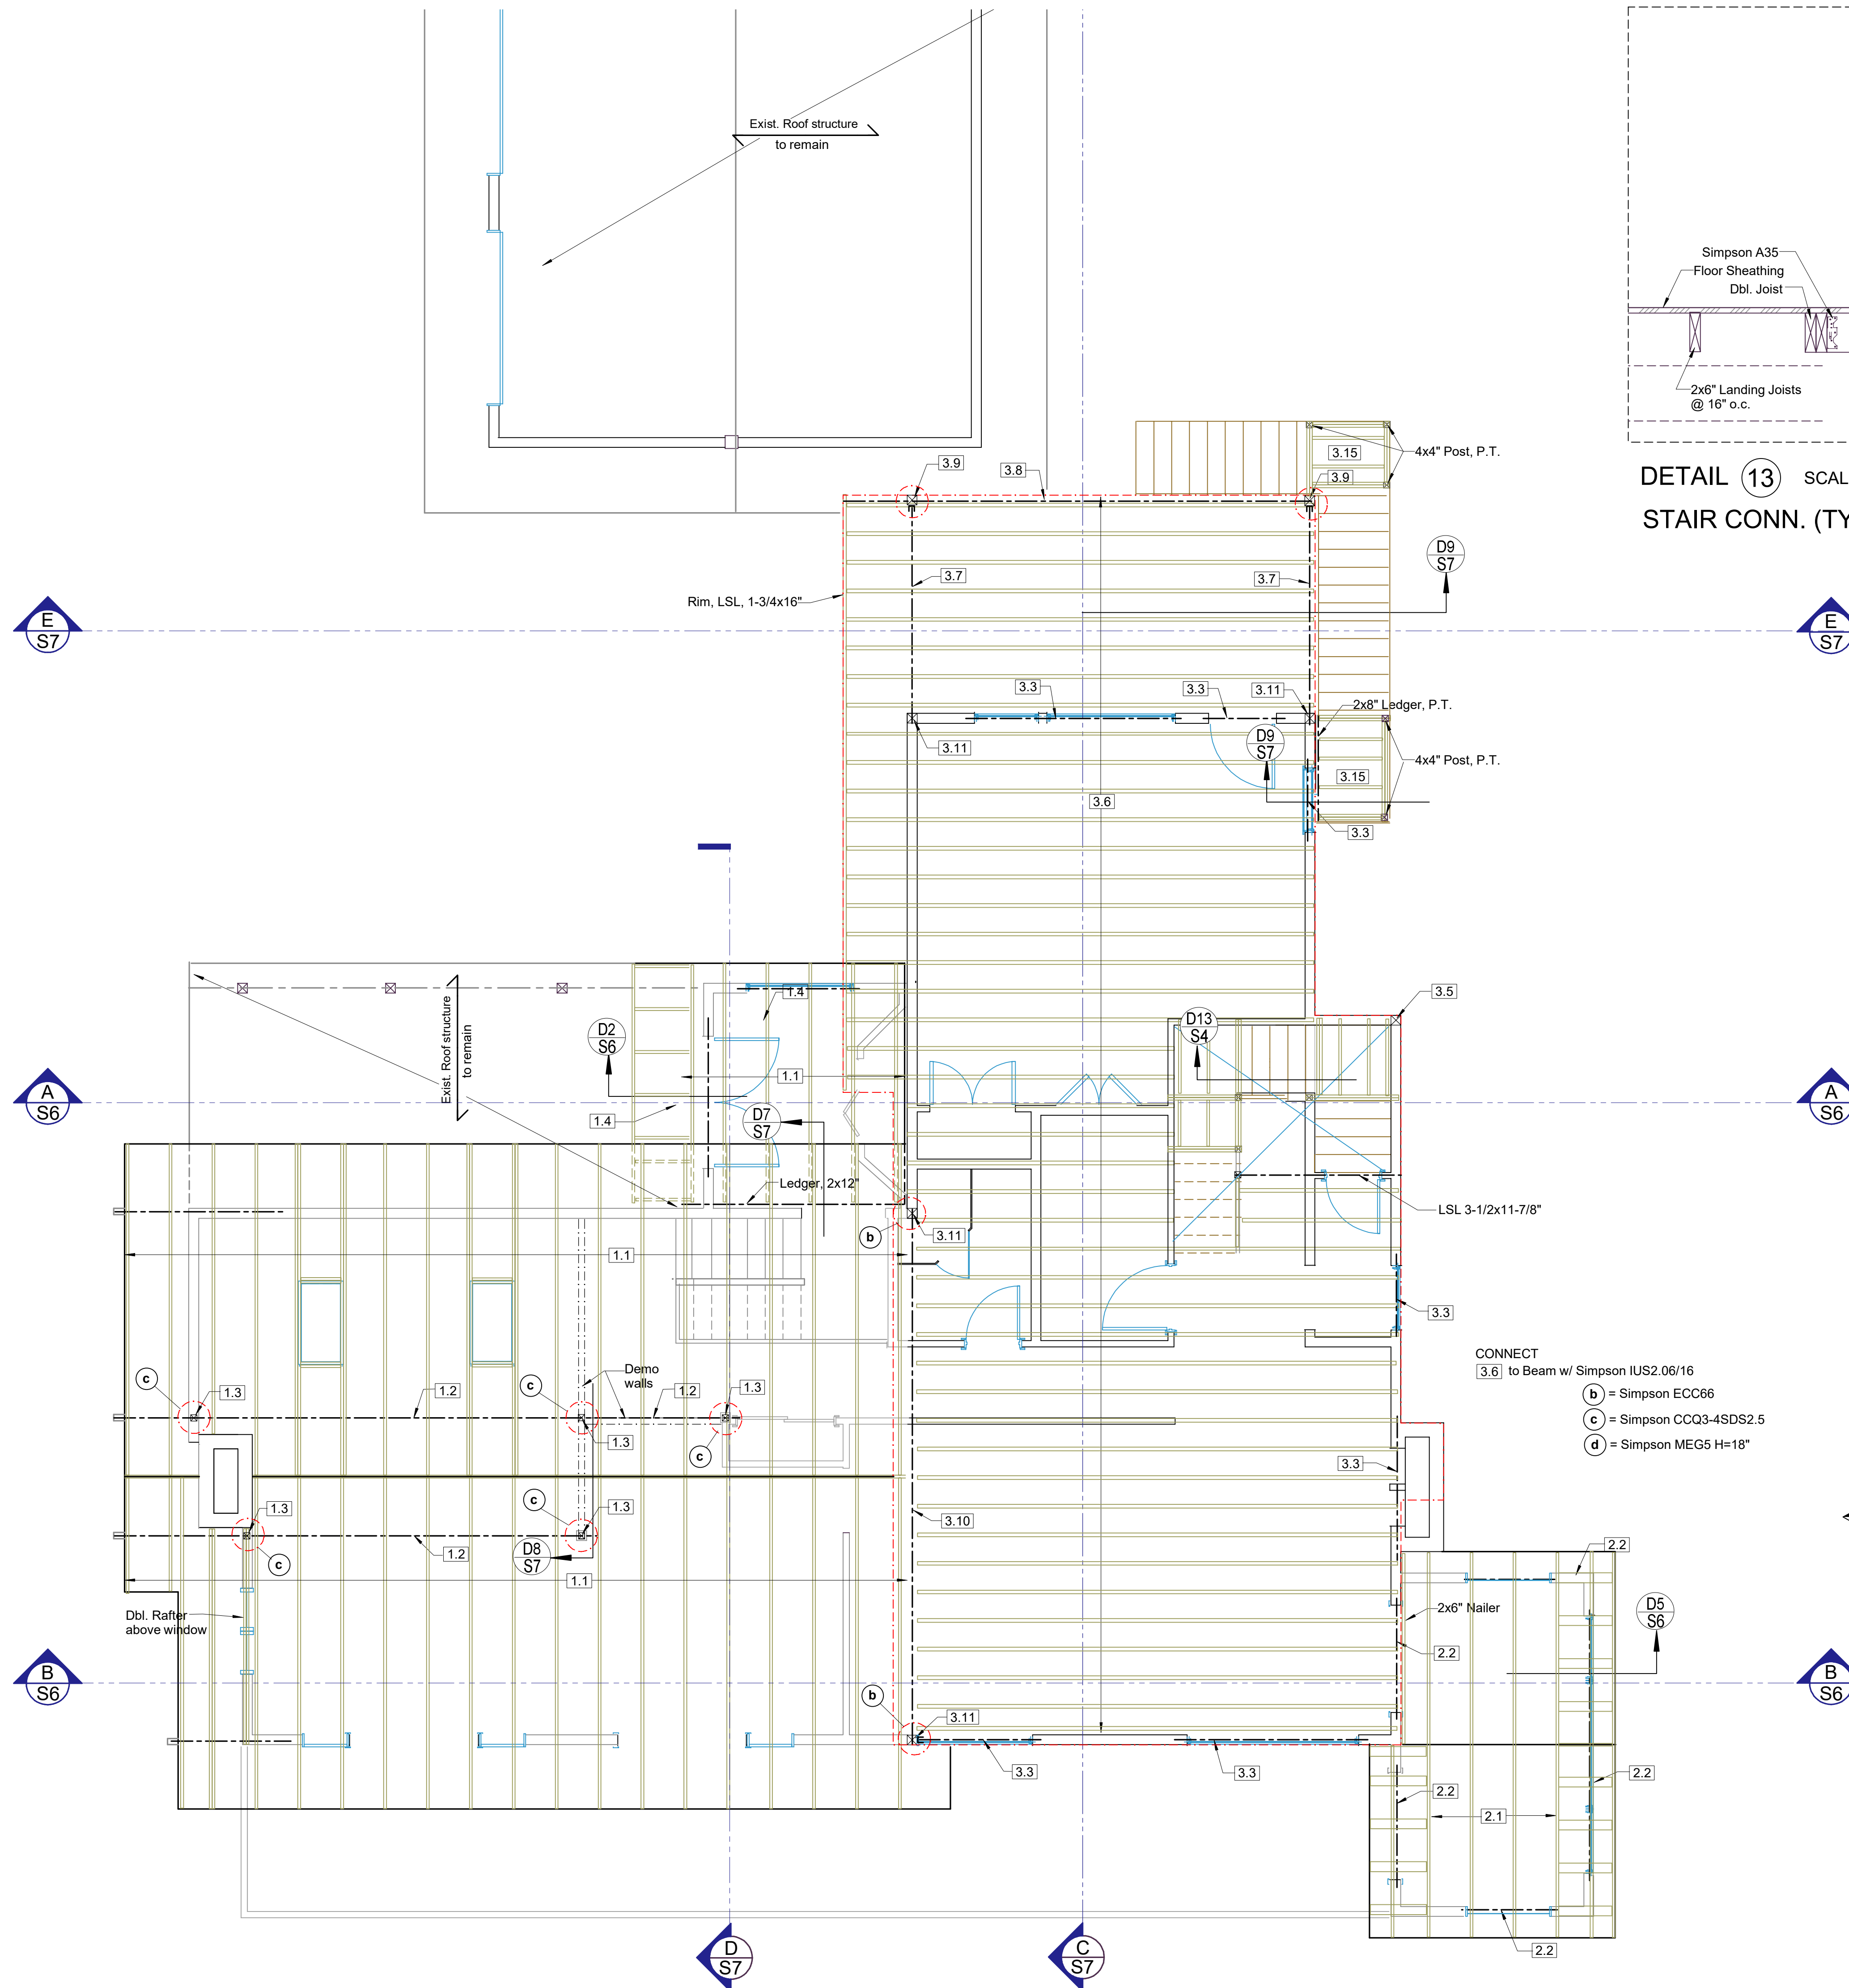 Exist. Roof structure
to remain
Simpson A35
Floor Sheathing
Dbl. Joist
2x6" Landing Joists
@ 16" o.c.
DETAIL 13 SCAL
STAIR CONN. (TY
3.15
4x4" Post, P.T.
3.9
3.8
3.9
D9
S7
3.7
3.7
Rim, LSL, 1-3/4x16"
E
S7
E
S7
3.3
3.3
3.11
2x8" Ledger, P.T.
3.11
D9
S7
4x4" Post, P.T.
3.15
3.6
3.3
1.4
3.5
Exist. Roof structure
to remain
D2
S6
D13
S4
1.1
A
S6
A
S6
1.4
D7
S7
Ledger, 2x12"
LSL 3-1/2x11-7/8"
b
3.11
1.1
3.3
CONNECT
3.6 to Beam w/ Simpson IUS2.06/16
b = Simpson ECC66
c = Simpson CCQ3-4SDS2.5
d = Simpson MEG5 H=18"
Demo
walls
c
1.3
1.2
c
1.2
1.3
1.3
c
3.3
1.3
c
1.3
3.10
c
1.2
D8
S7
2.2
1.1
Dbl. Rafter
above window
2x6" Nailer
D5
S6
2.2
B
S6
B
S6
b
3.11
3.3
3.3
2.2
2.2
2.1
2.2
D
S7
C
S7